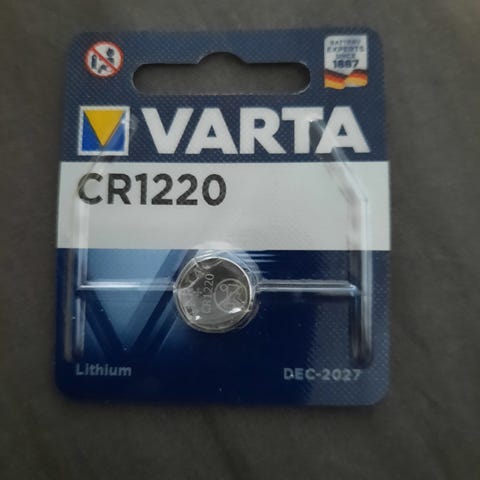 BATTERY
EXPERTS
SINCE
1887
VARTA
CR1220
CR1220
Lithium
DEC-2027